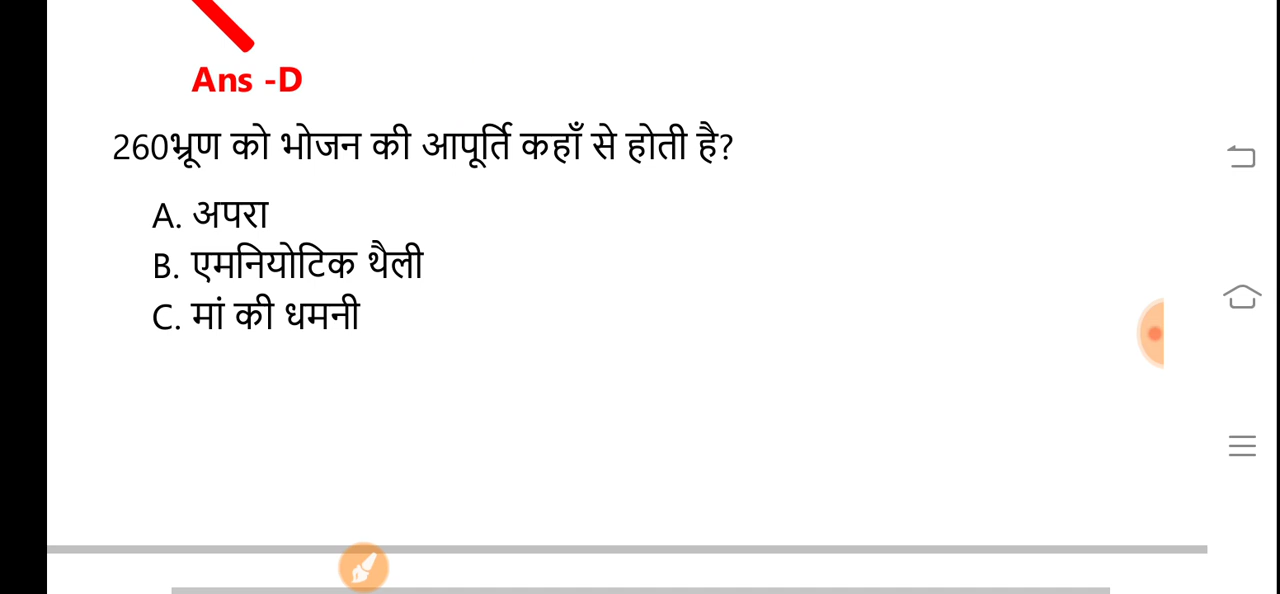 Ans -D
260भ्रूण को भोजन की आपूर्ति कहाँ से होती है?
A. अपरा
B. एमनियोटिक थैली
C. मां की धमनी